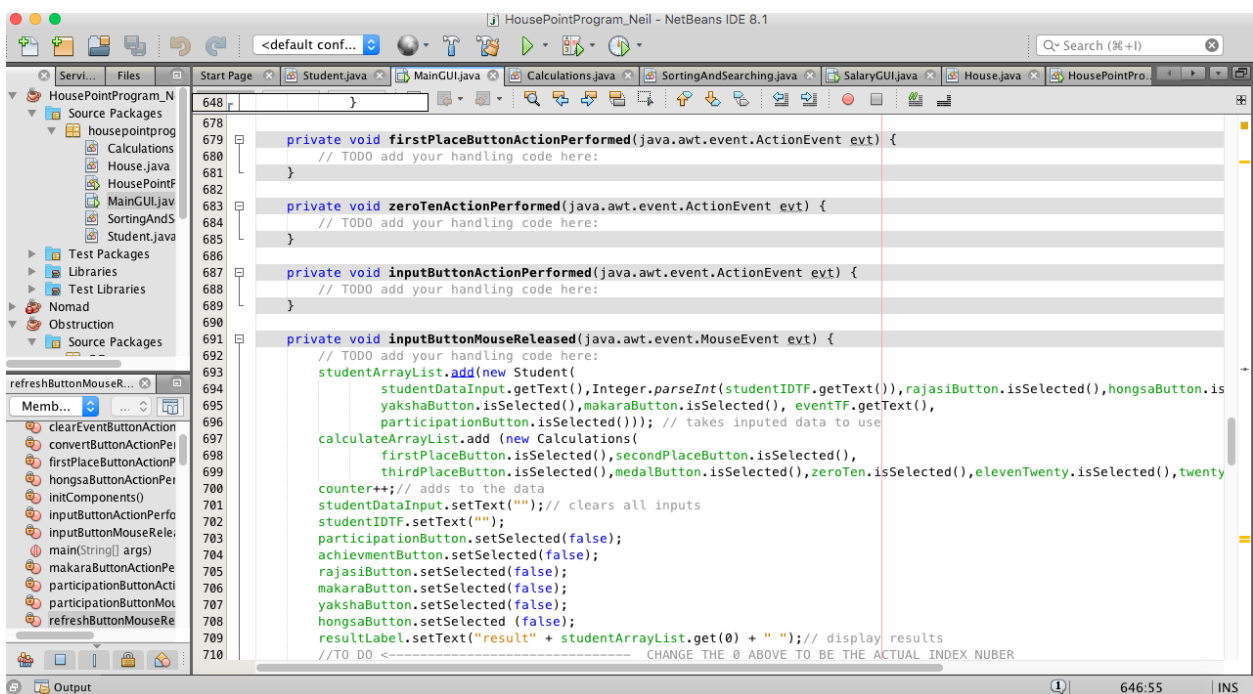 HousePointProgram_Neil - NetBeans IDE 8.1
<default conf...
Search (⌘+I)
Servi... Files
Start Page Student.java MainGUI.java Calculations.java SortingAndSearching.java SalaryGUI.java House.java HousePointPro...
HousePointProgram_N
Source Packages
housepointprog
Calculations
House.java
HousePointP
MainGUI.jav
SortingAndS
Student.java
Test Packages
Libraries
Test Libraries
Nomad
Obstruction
Source Packages
refreshButtonMouseR...
Memb... ...
clearEventButtonAction
convertButtonActionPer
firstPlaceButtonActionP
hongsaButtonActionPer
initComponents()
inputButtonActionPerfo
inputButtonMouseRelea
main(String[] args)
makaraButtonActionPe
participationButtonActi
participationButtonMou
refreshButtonMouseRe
648 }
678
679 private void firstPlaceButtonActionPerformed(java.awt.event.ActionEvent evt) {
680 // TODO add your handling code here:
681 }
682
683 private void zeroTenActionPerformed(java.awt.event.ActionEvent evt) {
684 // TODO add your handling code here:
685 }
686
687 private void inputButtonActionPerformed(java.awt.event.ActionEvent evt) {
688 // TODO add your handling code here:
689 }
690
691 private void inputButtonMouseReleased(java.awt.event.MouseEvent evt) {
692 // TODO add your handling code here:
693 studentArrayList.add(new Student(
694 studentDataInput.getText(),Integer.parseInt(studentIDTF.getText()),rajasiButton.isSelected(),hongsaButton.is
695 yakshaButton.isSelected(),makaraButton.isSelected(), eventTF.getText(),
696 participationButton.isSelected())); // takes inputed data to use
697 calculateArrayList.add (new Calculations(
698 firstPlaceButton.isSelected(),secondPlaceButton.isSelected(),
699 thirdPlaceButton.isSelected(),medalButton.isSelected(),zeroTen.isSelected(),elevenTwenty.isSelected(),twenty
700 counter++;// adds to the data
701 studentDataInput.setText("");// clears all inputs
702 studentIDTF.setText("");
703 participationButton.setSelected(false);
704 achievmentButton.setSelected(false);
705 rajasiButton.setSelected(false);
706 makaraButton.setSelected(false);
707 yakshaButton.setSelected(false);
708 hongsaButton.setSelected (false);
709 resultLabel.setText("result" + studentArrayList.get(0) + " ");// display results
710 //TO DO <------------------------------- CHANGE THE 0 ABOVE TO BE THE ACTUAL INDEX NUBER
Output
1 646:55 INS